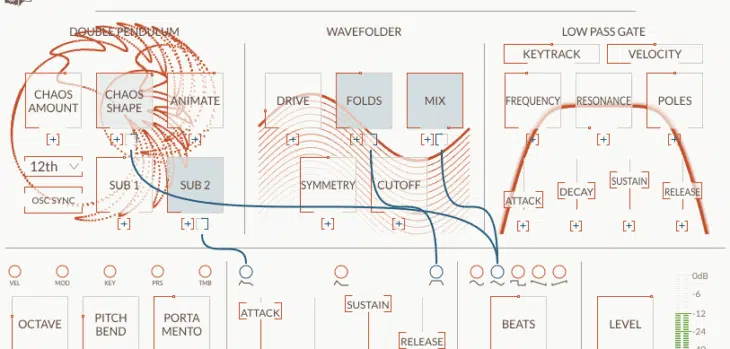 DOUBLE PENDULUM
WAVEFOLDER
LOW PASS GATE
KEYTRACK
VELOCITY
CHAOS
AMOUNT
CHAOS
SHAPE
ANIMATE
DRIVE
FOLDS
MIX
FREQUENCY
RESONANCE
POLES
[+] [+] [+] [+] [+] [+] [+] [+] [+]
12th
OSC SYNC
SUB 1
SUB 2
SYMMETRY
CUTOFF
ATTACK
DECAY
SUSTAIN
RELEASE
[+] [+] [+] [+] [+] [+] [+] [+]
VEL
MOD
KEY
PRS
TMB
OCTAVE
PITCH
BEND
PORTA
MENTO
ATTACK
SUSTAIN
RELEASE
BEATS
LEVEL
0dB
-6
-12
-24